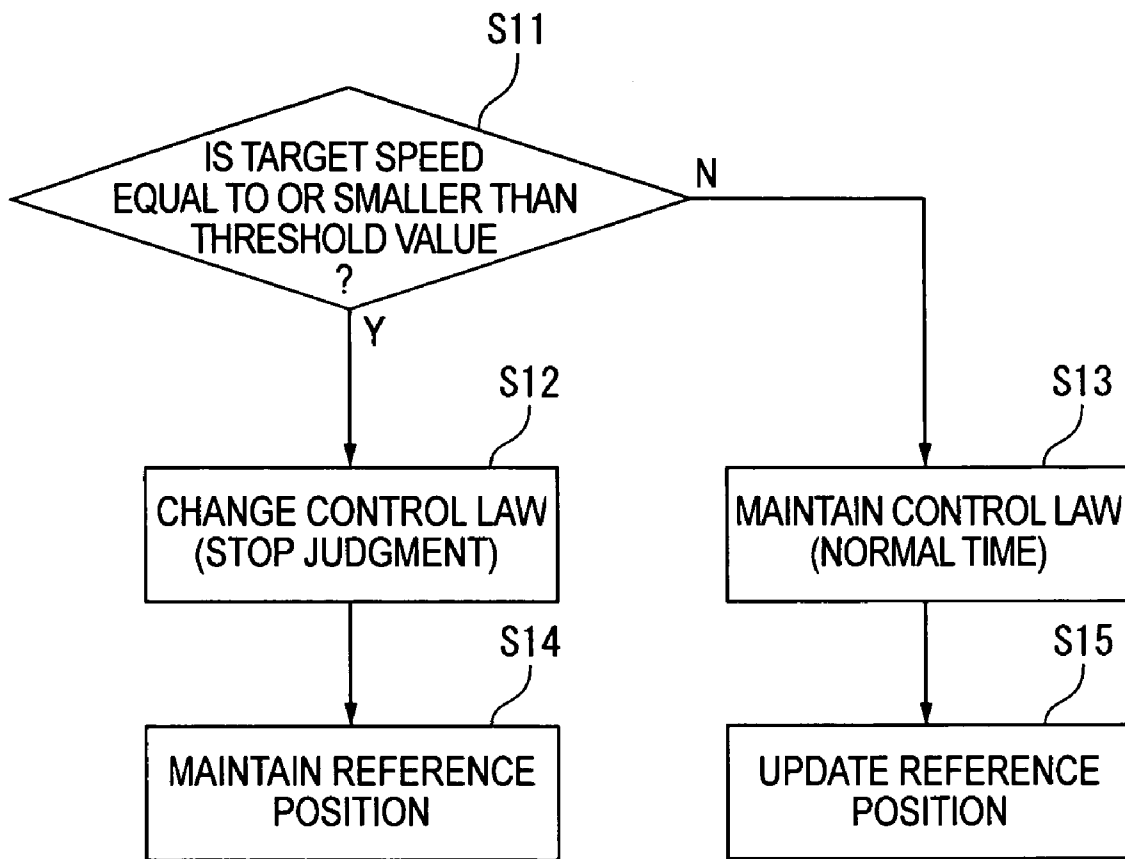 S11
IS TARGET SPEED
EQUAL TO OR SMALLER THAN
THRESHOLD VALUE
?
N
Y
S12
CHANGE CONTROL LAW
(STOP JUDGMENT)
S13
MAINTAIN CONTROL LAW
(NORMAL TIME)
S14
MAINTAIN REFERENCE
POSITION
S15
UPDATE REFERENCE
POSITION